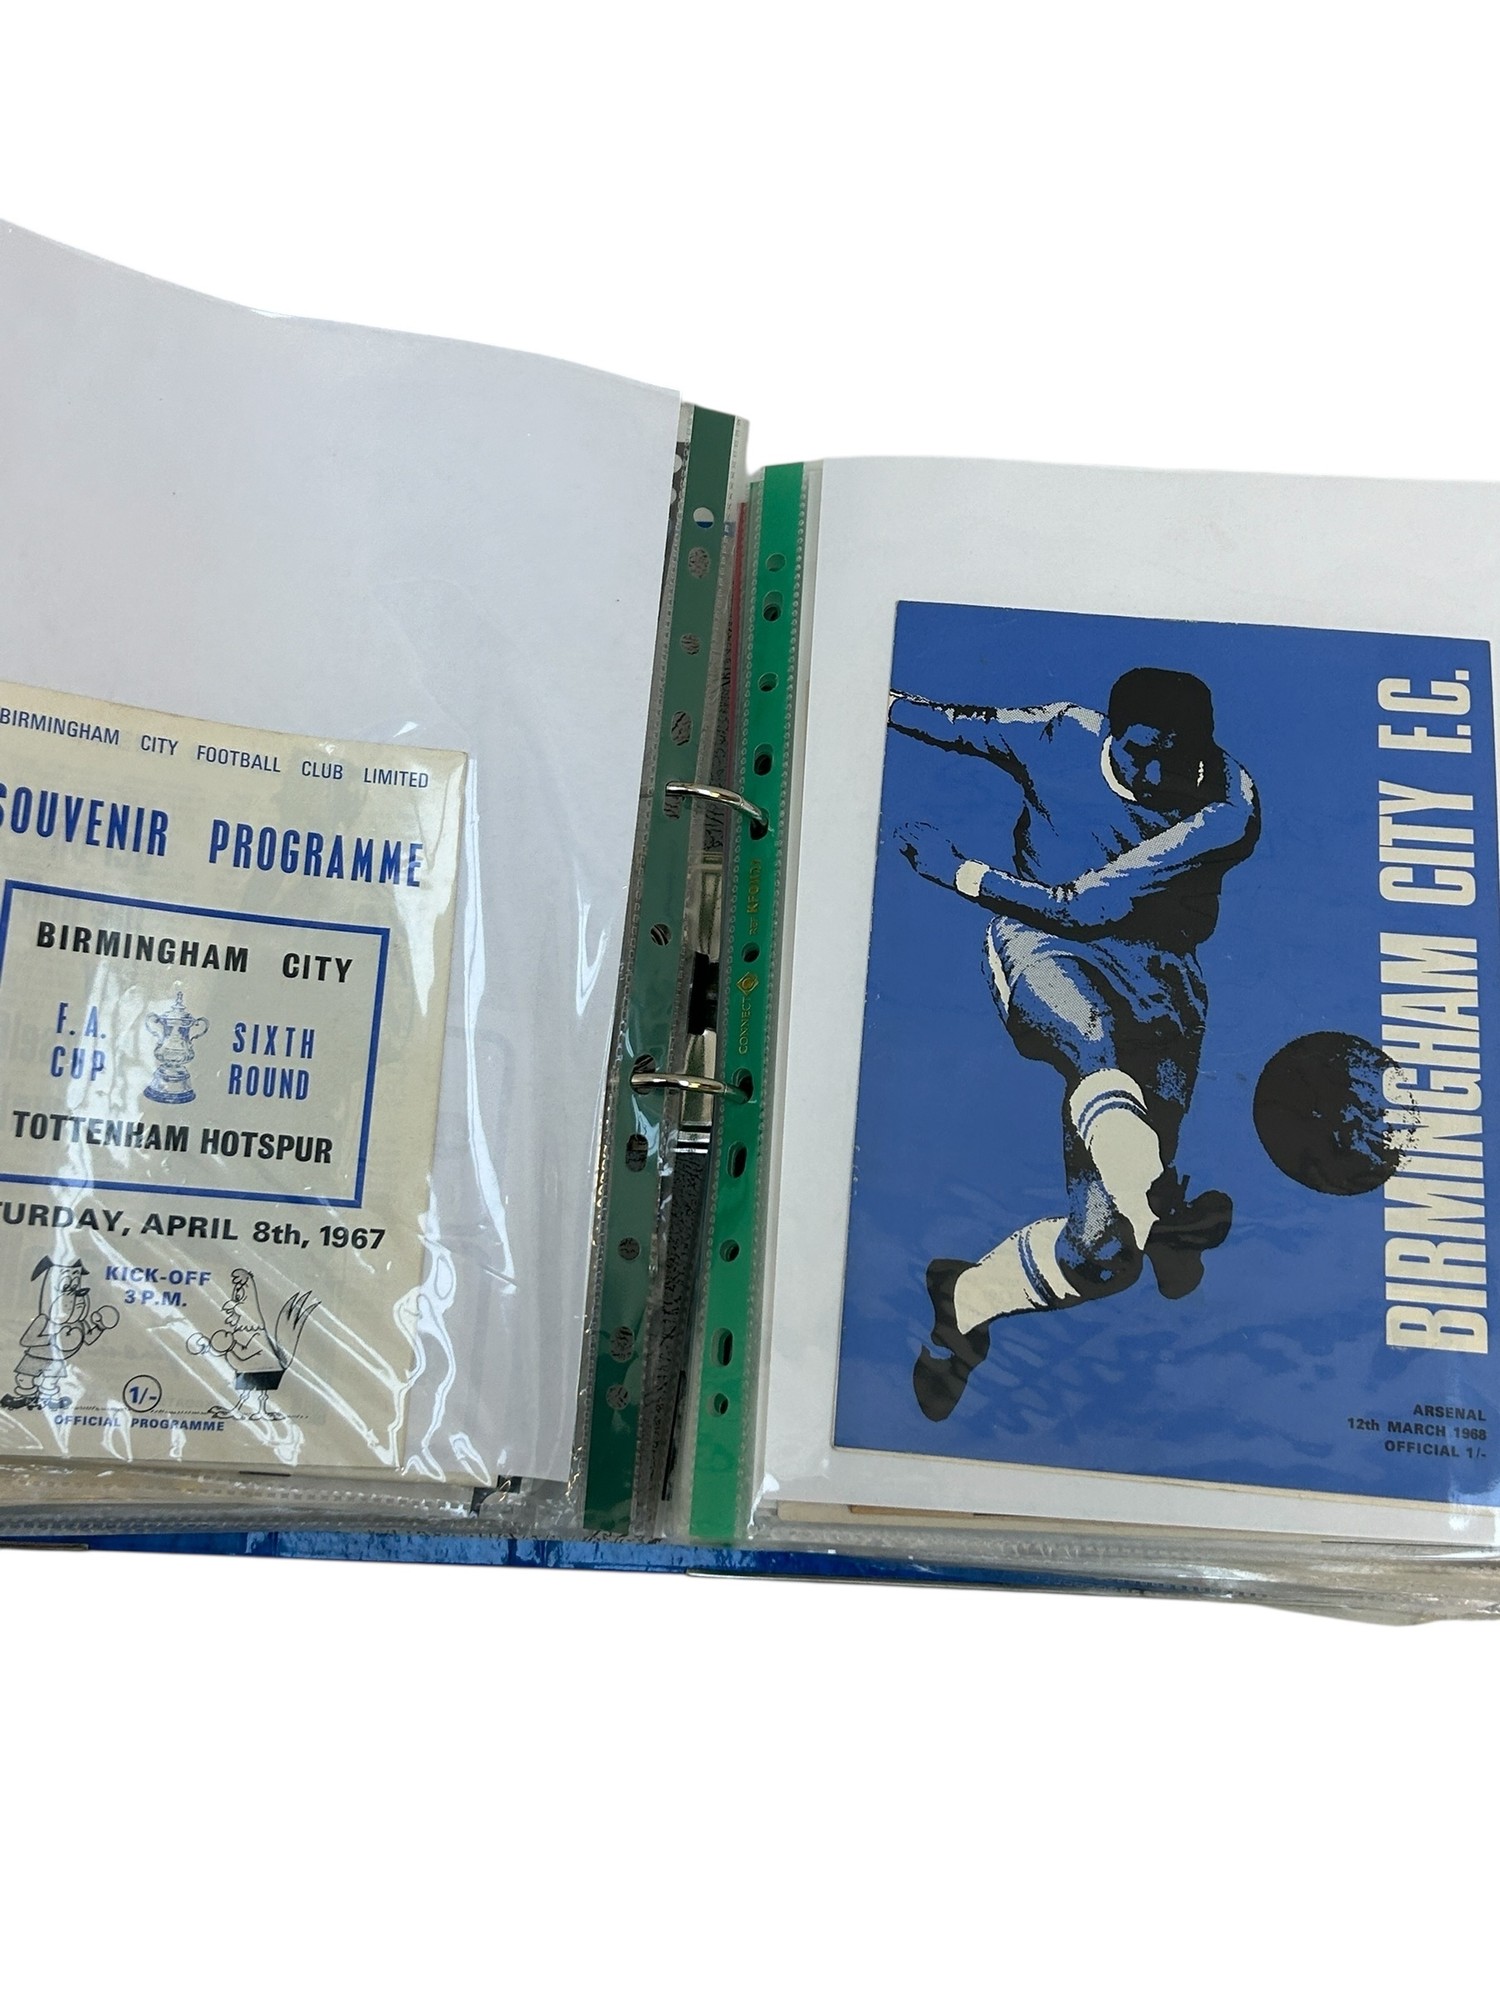 BIRMINGHAM CITY FOOTBALL CLUB LIMITED
SOUVENIR PROGRAMME
BIRMINGHAM CITY
F. A. CUP
SIXTH ROUND
TOTTENHAM HOTSPUR
TURDAY, APRIL 8th, 1967
KICK-OFF
3 P.M.
1/-
OFFICIAL PROGRAMME
CONNECT
BIRMINGHAM CITY F.C.
ARSENAL
12th MARCH 1968
OFFICIAL 1/-